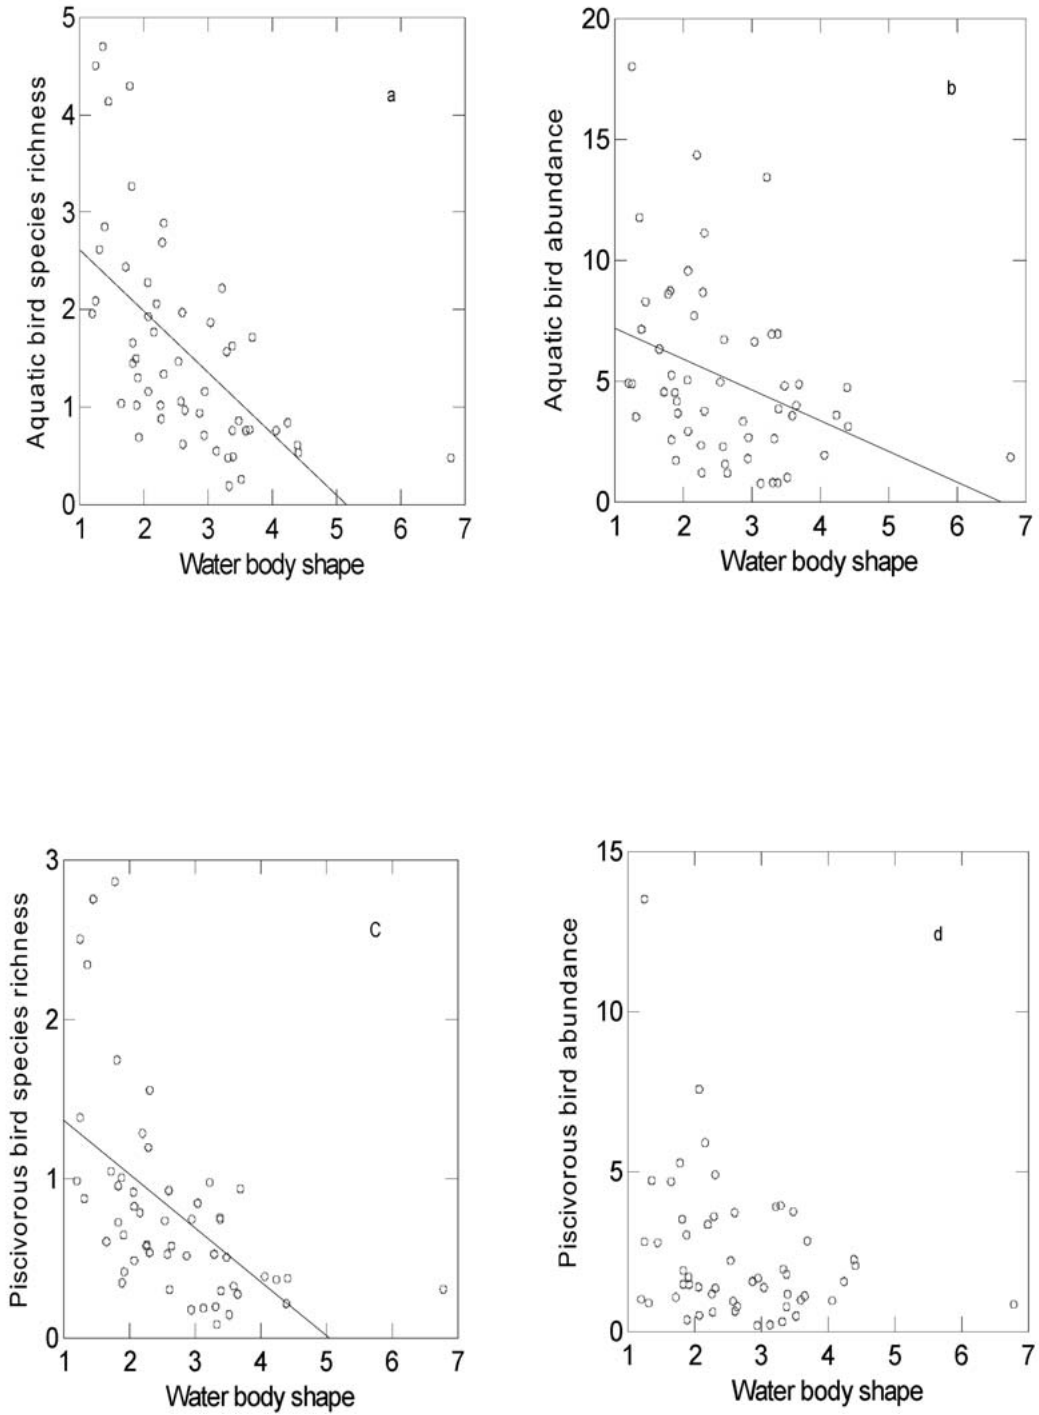 5
4
3
2
1
0
Aquatic bird species richness
a
1 2 3 4 5 6 7
Water body shape
20
15
10
5
0
Aquatic bird abundance
b
1 2 3 4 5 6 7
Water body shape
3
2
1
0
Piscivorous bird species richness
C
1 2 3 4 5 6 7
Water body shape
15
10
5
0
Piscivorous bird abundance
d
1 2 3 4 5 6 7
Water body shape